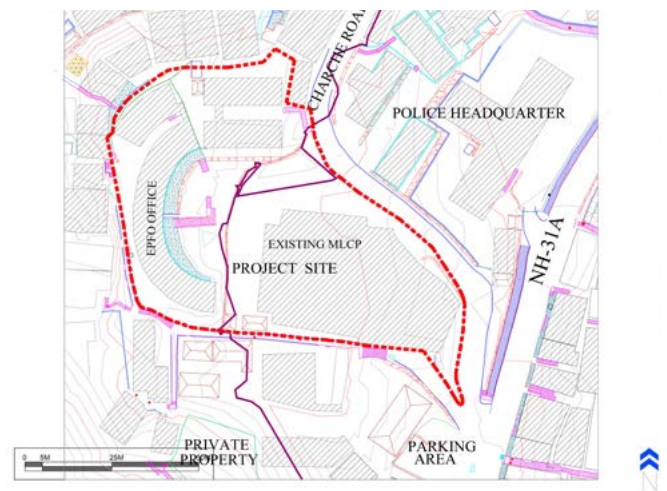 CHARCHE ROAD
POLICE HEADQUARTER
EPFO OFFICE
EXISTING MLCP
PROJECT SITE
NH-31A
PRIVATE
PROPERTY
PARKING
AREA
0 5M 25M
N